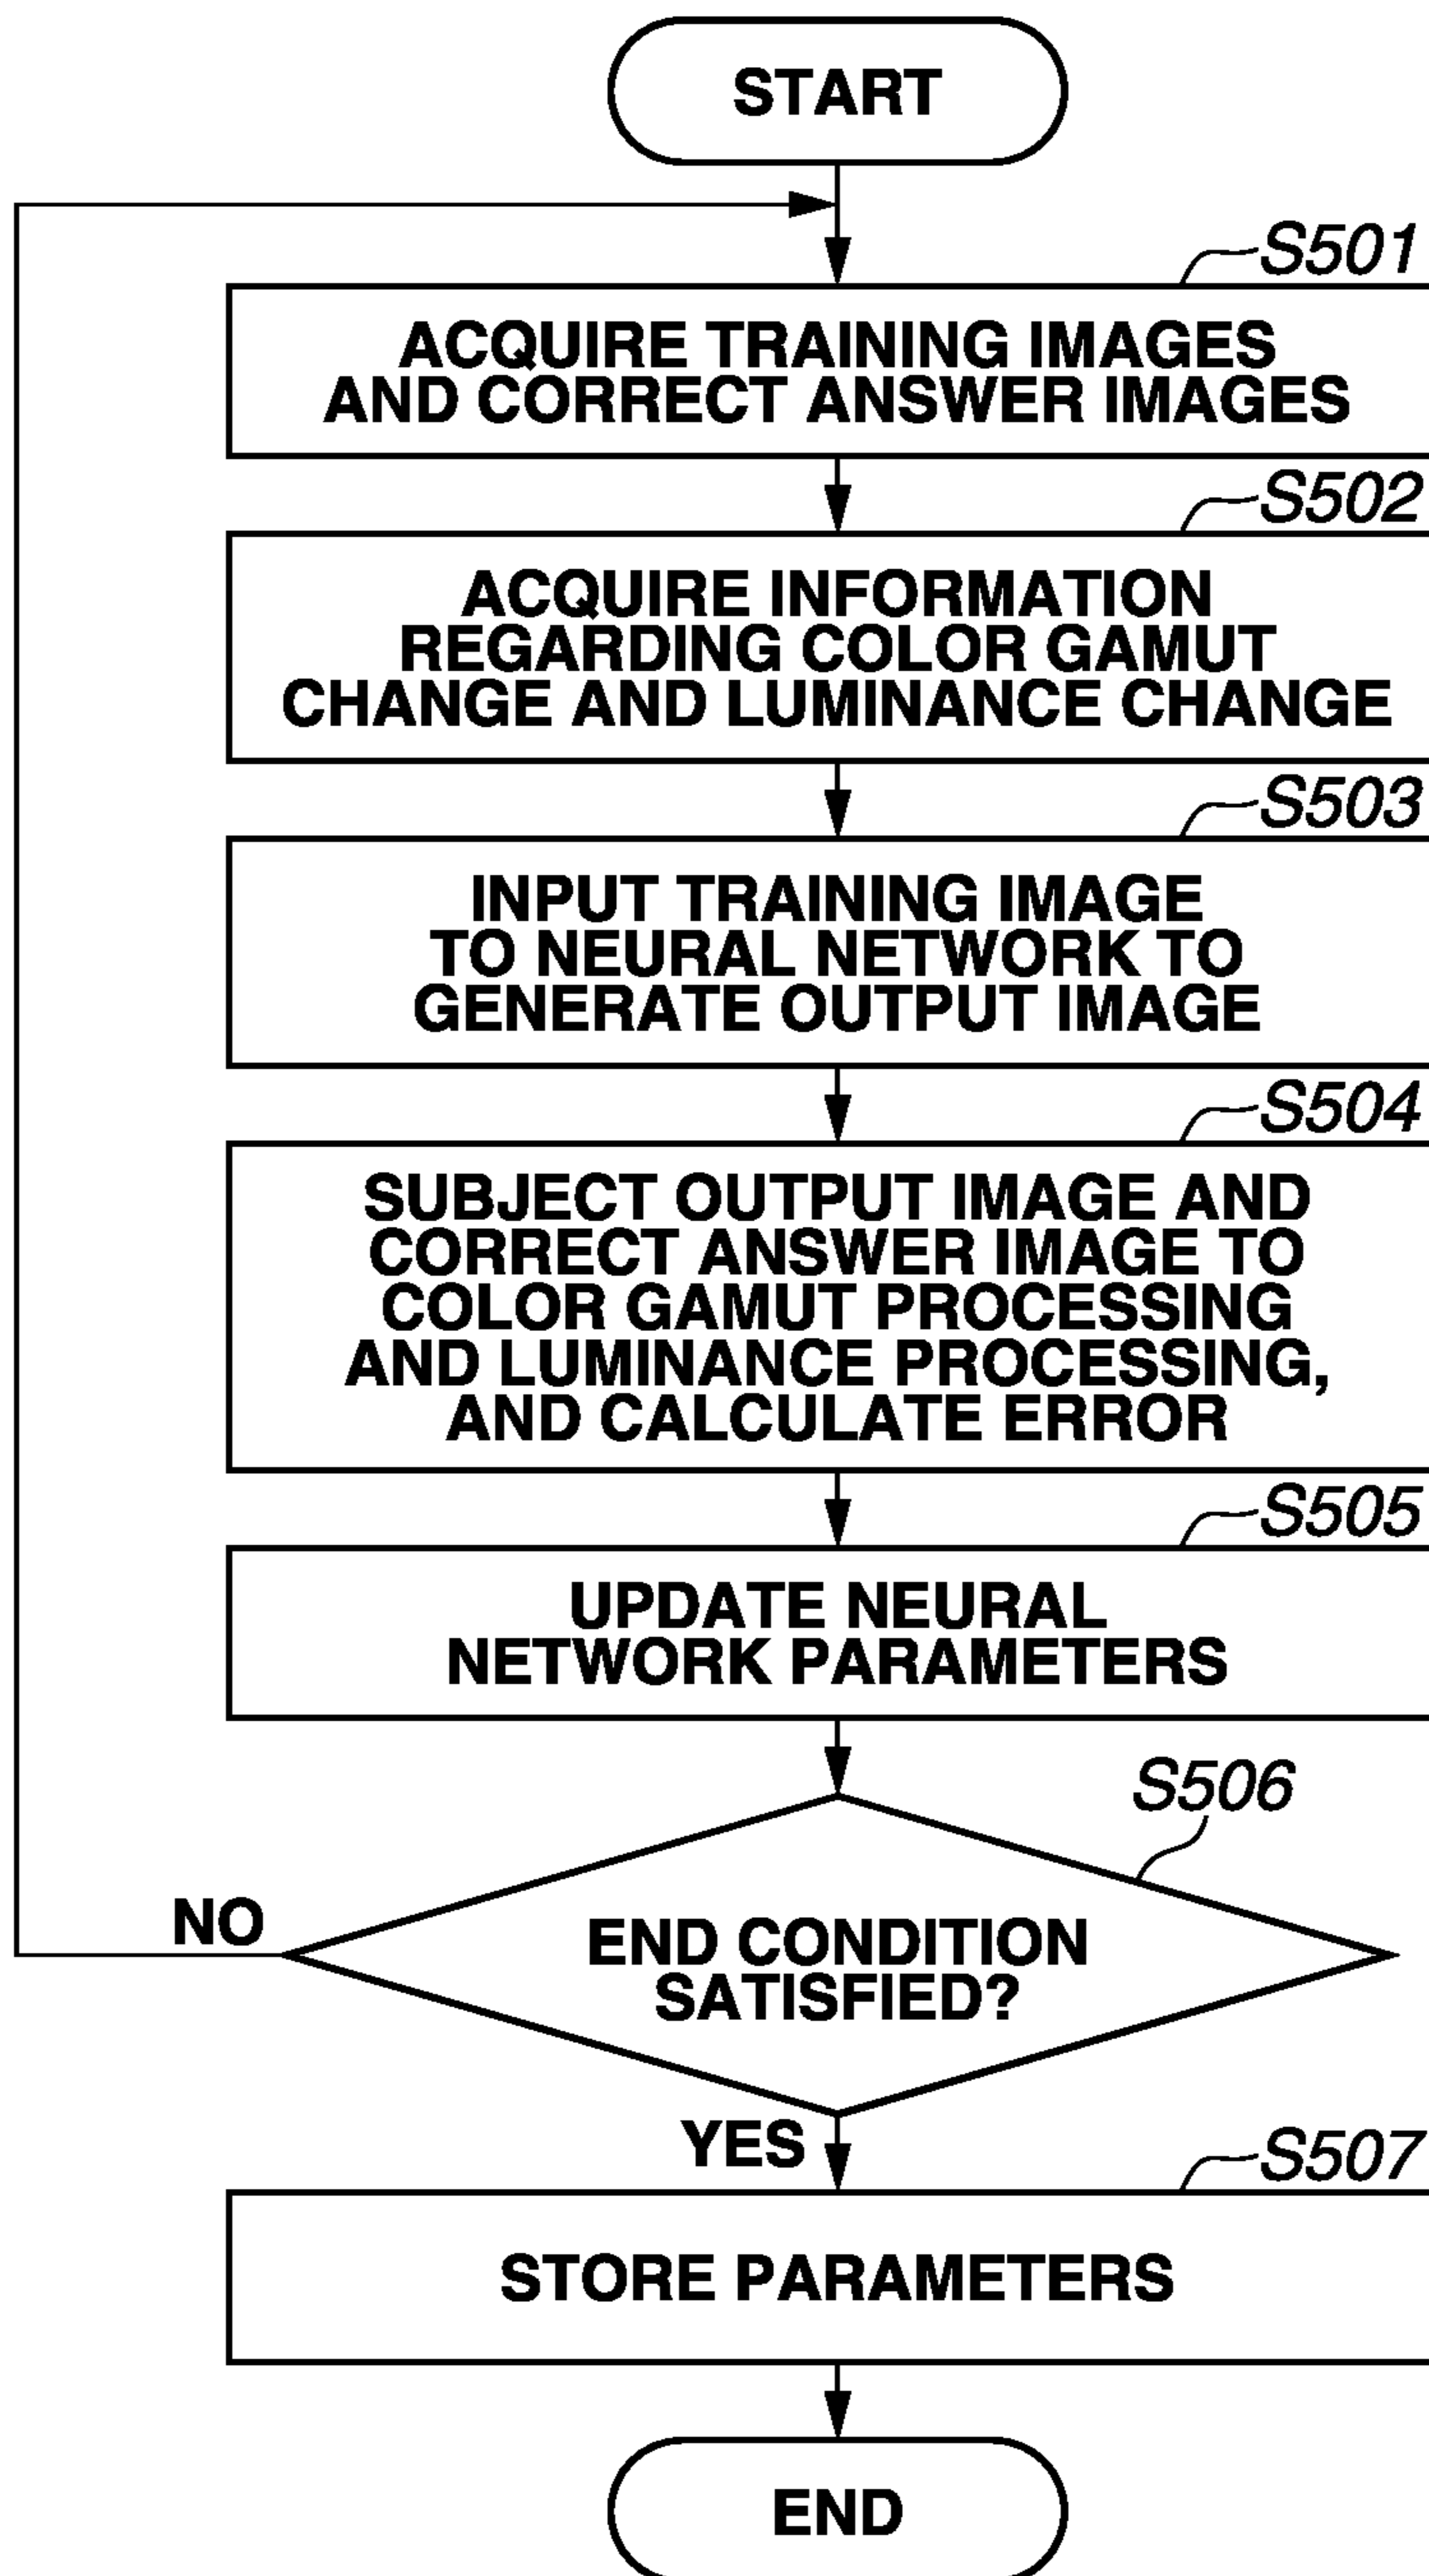 START
S501
ACQUIRE TRAINING IMAGES
AND CORRECT ANSWER IMAGES
S502
ACQUIRE INFORMATION
REGARDING COLOR GAMUT
CHANGE AND LUMINANCE CHANGE
S503
INPUT TRAINING IMAGE
TO NEURAL NETWORK TO
GENERATE OUTPUT IMAGE
S504
SUBJECT OUTPUT IMAGE AND
CORRECT ANSWER IMAGE TO
COLOR GAMUT PROCESSING
AND LUMINANCE PROCESSING,
AND CALCULATE ERROR
S505
UPDATE NEURAL
NETWORK PARAMETERS
S506
NO
END CONDITION
SATISFIED?
YES
S507
STORE PARAMETERS
END